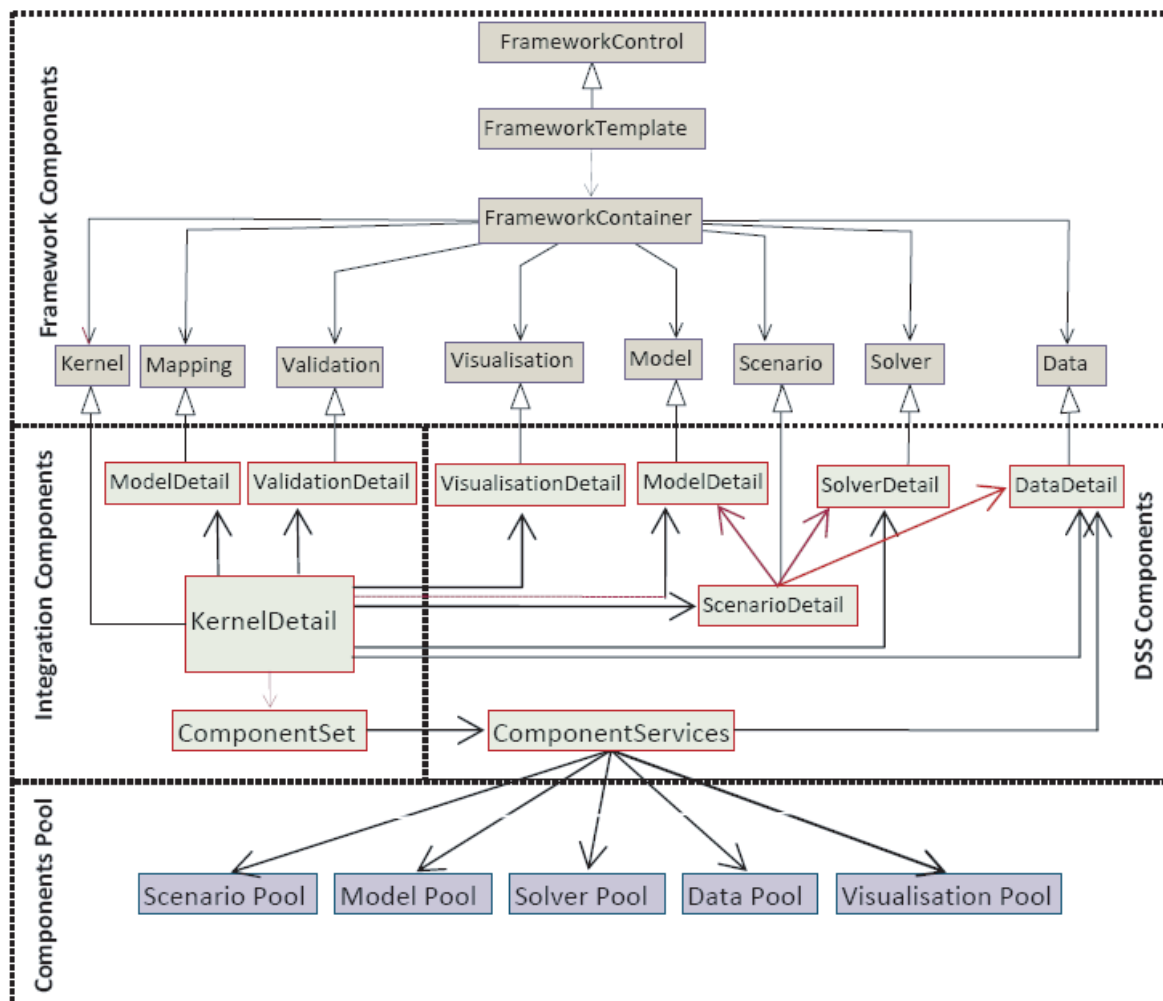 Framework Components
FrameworkControl
FrameworkTemplate
FrameworkContainer
Kernel
Mapping
Validation
Visualisation
Model
Scenario
Solver
Data
Integration Components
ModelDetail
ValidationDetail
VisualisationDetail
ModelDetail
SolverDetail
DataDetail
KernelDetail
ScenarioDetail
DSS Components
ComponentSet
ComponentServices
Components Pool
Scenario Pool
Model Pool
Solver Pool
Data Pool
Visualisation Pool